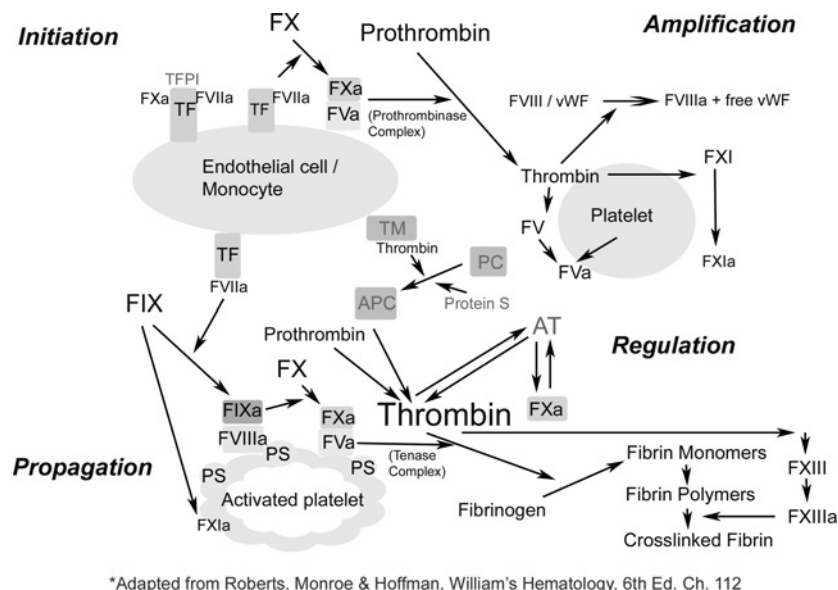 Initiation
FX
Prothrombin
Amplification
TFPI
FXa
TF
FVIIa
TF
FVIIa
FXa
FVa
(Prothrombinase
Complex)
FVIII / vWF
FVIIIa + free vWF
Endothelial cell /
Monocyte
Thrombin
FXI
Platelet
FV
FVa
FXIa
TF
FVIIa
TM
Thrombin
PC
APC
Protein S
FIX
Prothrombin
AT
Regulation
FX
FIXa
FVIIIa
FXa
FVa
Thrombin
FXa
(Tenase
Complex)
Propagation
PS
PS
PS
Activated platelet
FXIa
Fibrinogen
Fibrin Monomers
FXIII
Fibrin Polymers
FXIIIa
Crosslinked Fibrin
*Adapted from Roberts, Monroe & Hoffman, William's Hematology, 6th Ed. Ch. 112